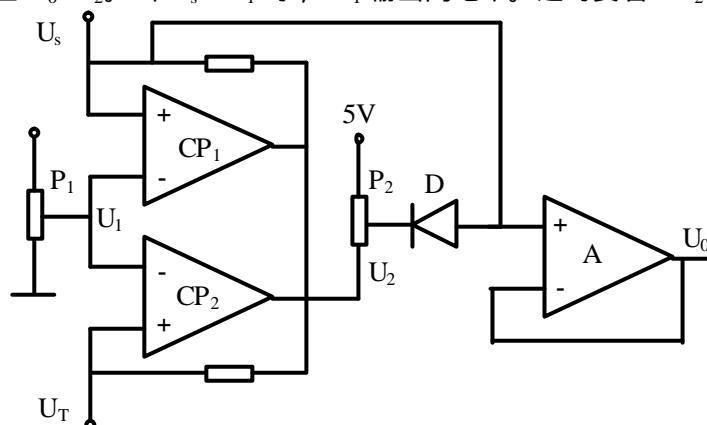 Us
+
CP1
-
P1
U1
5V
P2
D
+
A
-
U0
-
CP2
+
U2
UT